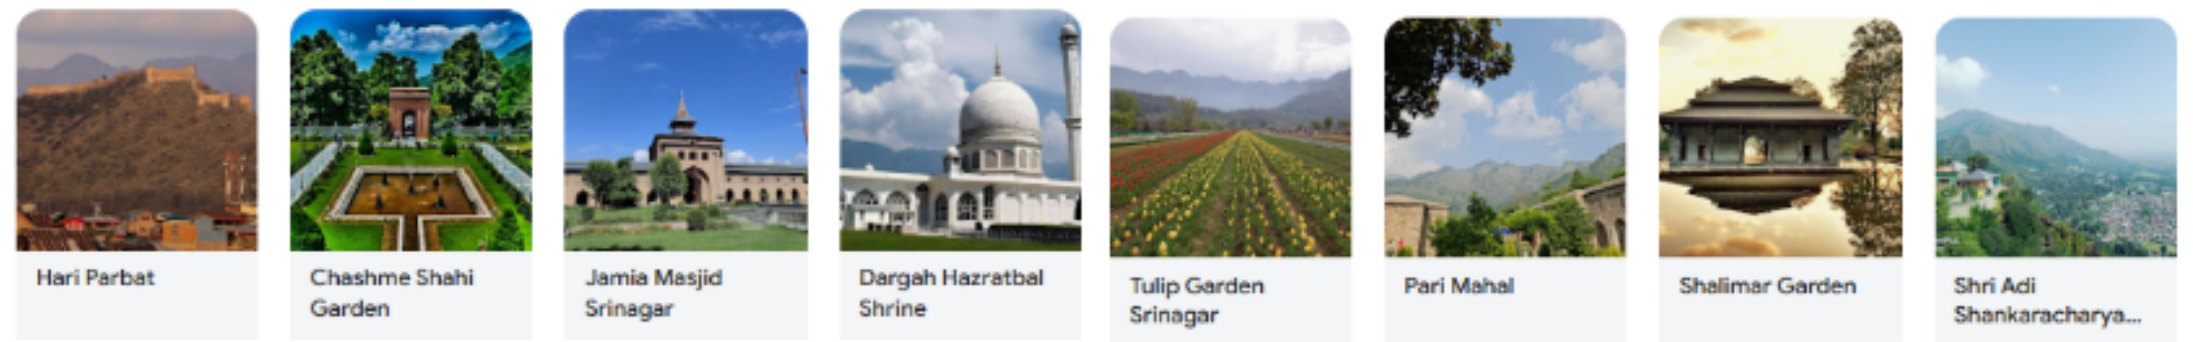 Hari Parbat
Chashme Shahi
Garden
Jamia Masjid
Srinagar
Dargah Hazratbal
Shrine
Tulip Garden
Srinagar
Pari Mahal
Shalimar Garden
Shri Adi
Shankaracharya...